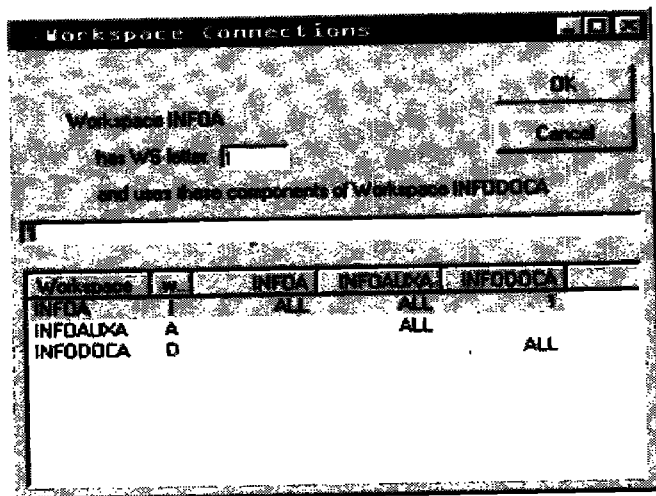 Workspace Connections
OK
Workspace INFOA
Cancel
has WS letter
and uses these components of Workspace INFODOCA
Workspace w INFOA INFOAUXA INFODOCA
INFOA I ALL ALL 1
INFOAUXA A ALL
INFODOCA D ALL